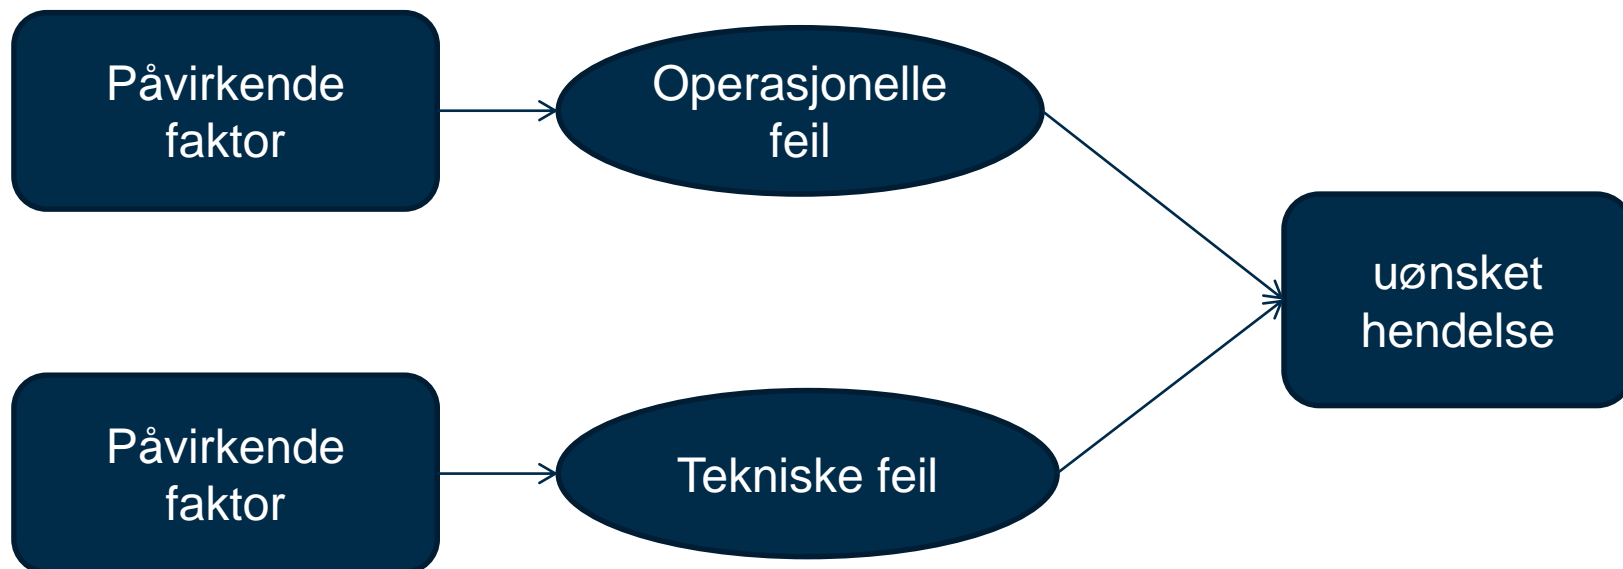 Påvirkende
faktor
Operasjonelle
feil
uønsket
hendelse
Påvirkende
faktor
Tekniske feil